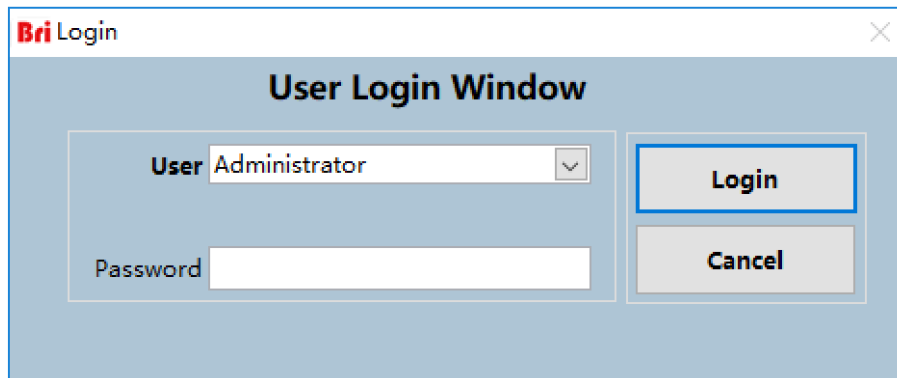 Bri Login
User Login Window
User Administrator
Login
Password
Cancel